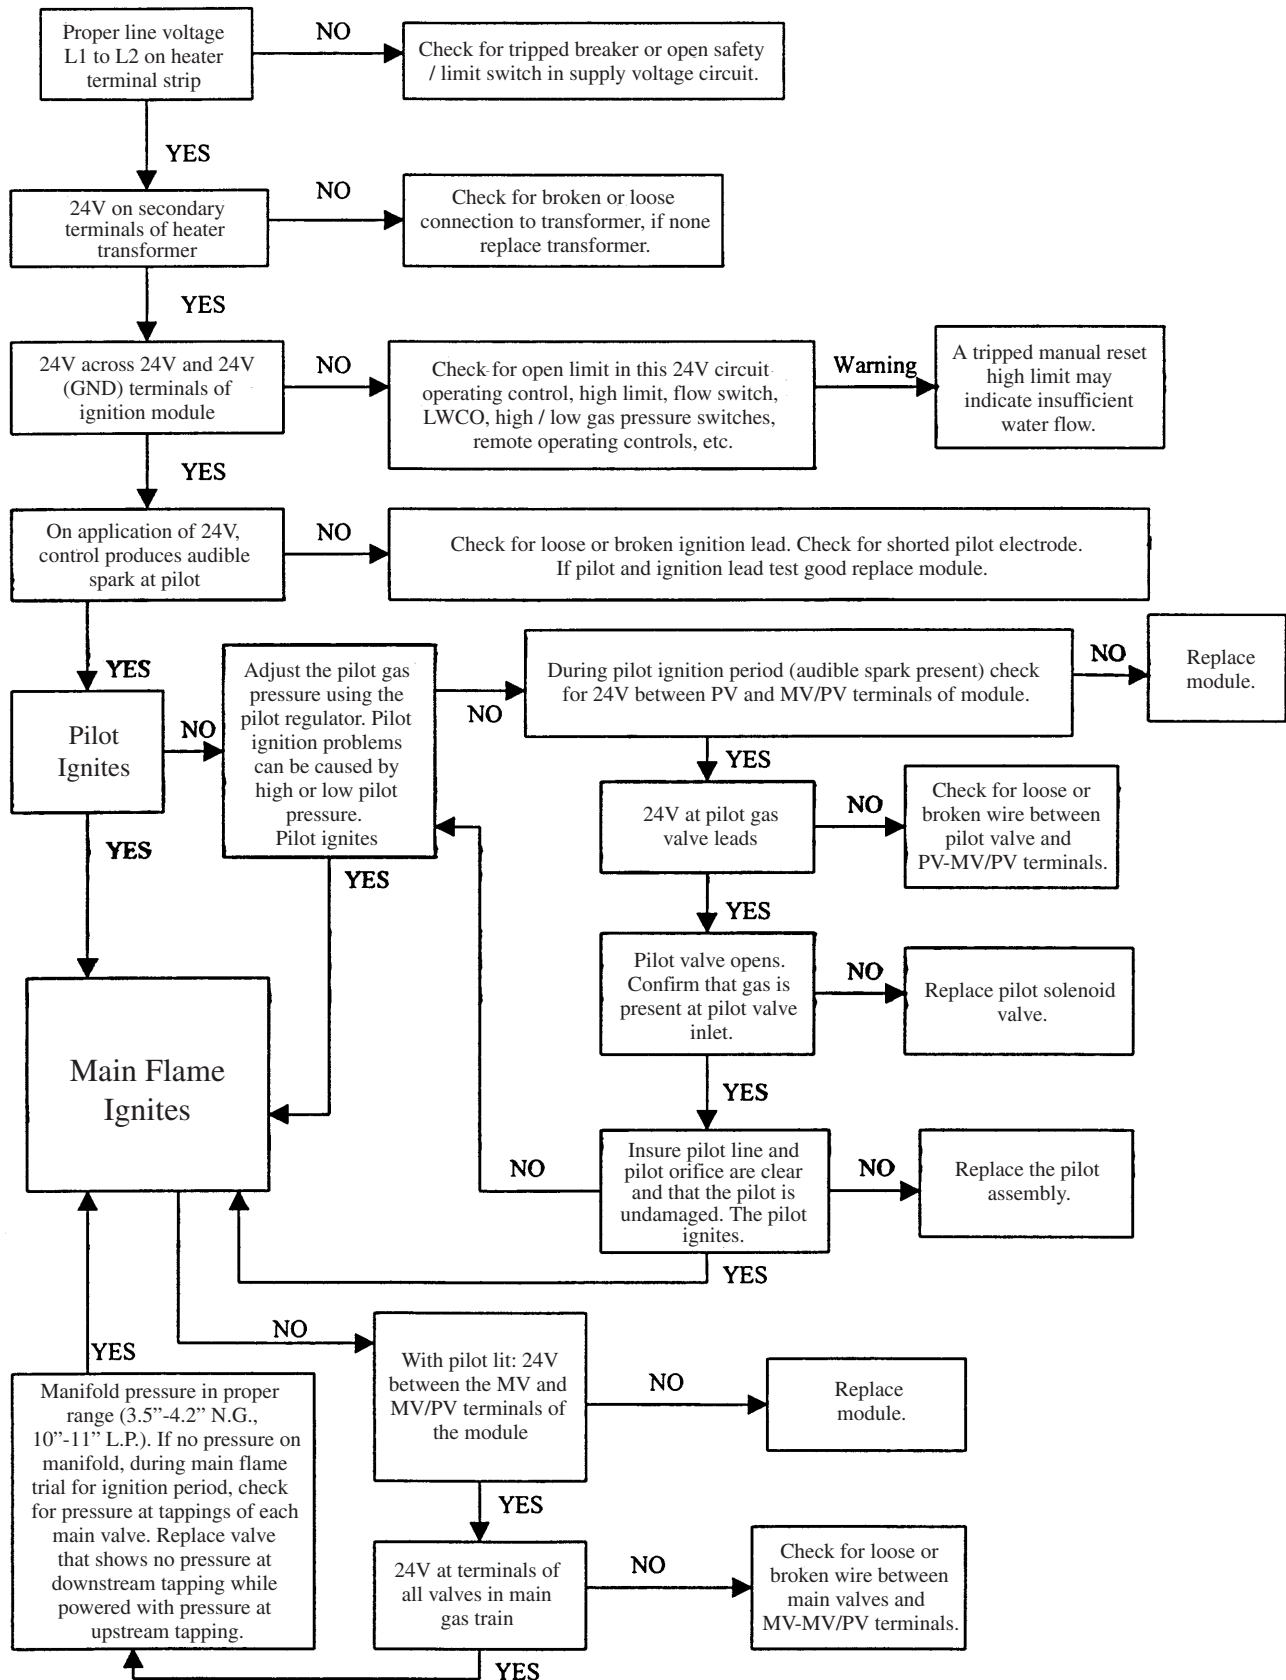 Proper line voltage
L1 to L2 on heater
terminal strip
NO
Check for tripped breaker or open safety
/ limit switch in supply voltage circuit.
YES
24V on secondary
terminals of heater
transformer
NO
Check for broken or loose
connection to transformer, if none
replace transformer.
YES
24V across 24V and 24V
(GND) terminals of
ignition module
NO
Check for open limit in this 24V circuit
operating control, high limit, flow switch,
LWCO, high / low gas pressure switches,
remote operating controls, etc.
Warning
A tripped manual reset
high limit may
indicate insufficient
water flow.
YES
On application of 24V,
control produces audible
spark at pilot
NO
Check for loose or broken ignition lead. Check for shorted pilot electrode.
If pilot and ignition lead test good replace module.
YES
Pilot
Ignites
NO
Adjust the pilot gas
pressure using the
pilot regulator. Pilot
ignition problems
can be caused by
high or low pilot
pressure.
Pilot ignites
NO
During pilot ignition period (audible spark present) check
for 24V between PV and MV/PV terminals of module.
NO
Replace
module.
YES
24V at pilot gas
valve leads
NO
Check for loose or
broken wire between
pilot valve and
PV-MV/PV terminals.
YES
YES
YES
Pilot valve opens.
Confirm that gas is
present at pilot valve
inlet.
NO
Replace pilot solenoid
valve.
Main Flame
Ignites
YES
Insure pilot line and
pilot orifice are clear
and that the pilot is
undamaged. The pilot
ignites.
NO
NO
Replace the pilot
assembly.
YES
NO
YES
With pilot lit: 24V
between the MV and
MV/PV terminals of
the module
NO
Replace
module.
Manifold pressure in proper
range (3.5”-4.2” N.G.,
10”-11” L.P.). If no pressure on
manifold, during main flame
trial for ignition period, check
for pressure at tappings of each
main valve. Replace valve
that shows no pressure at
downstream tapping while
powered with pressure at
upstream tapping.
YES
24V at terminals of
all valves in main
gas train
NO
Check for loose or
broken wire between
main valves and
MV-MV/PV terminals.
YES